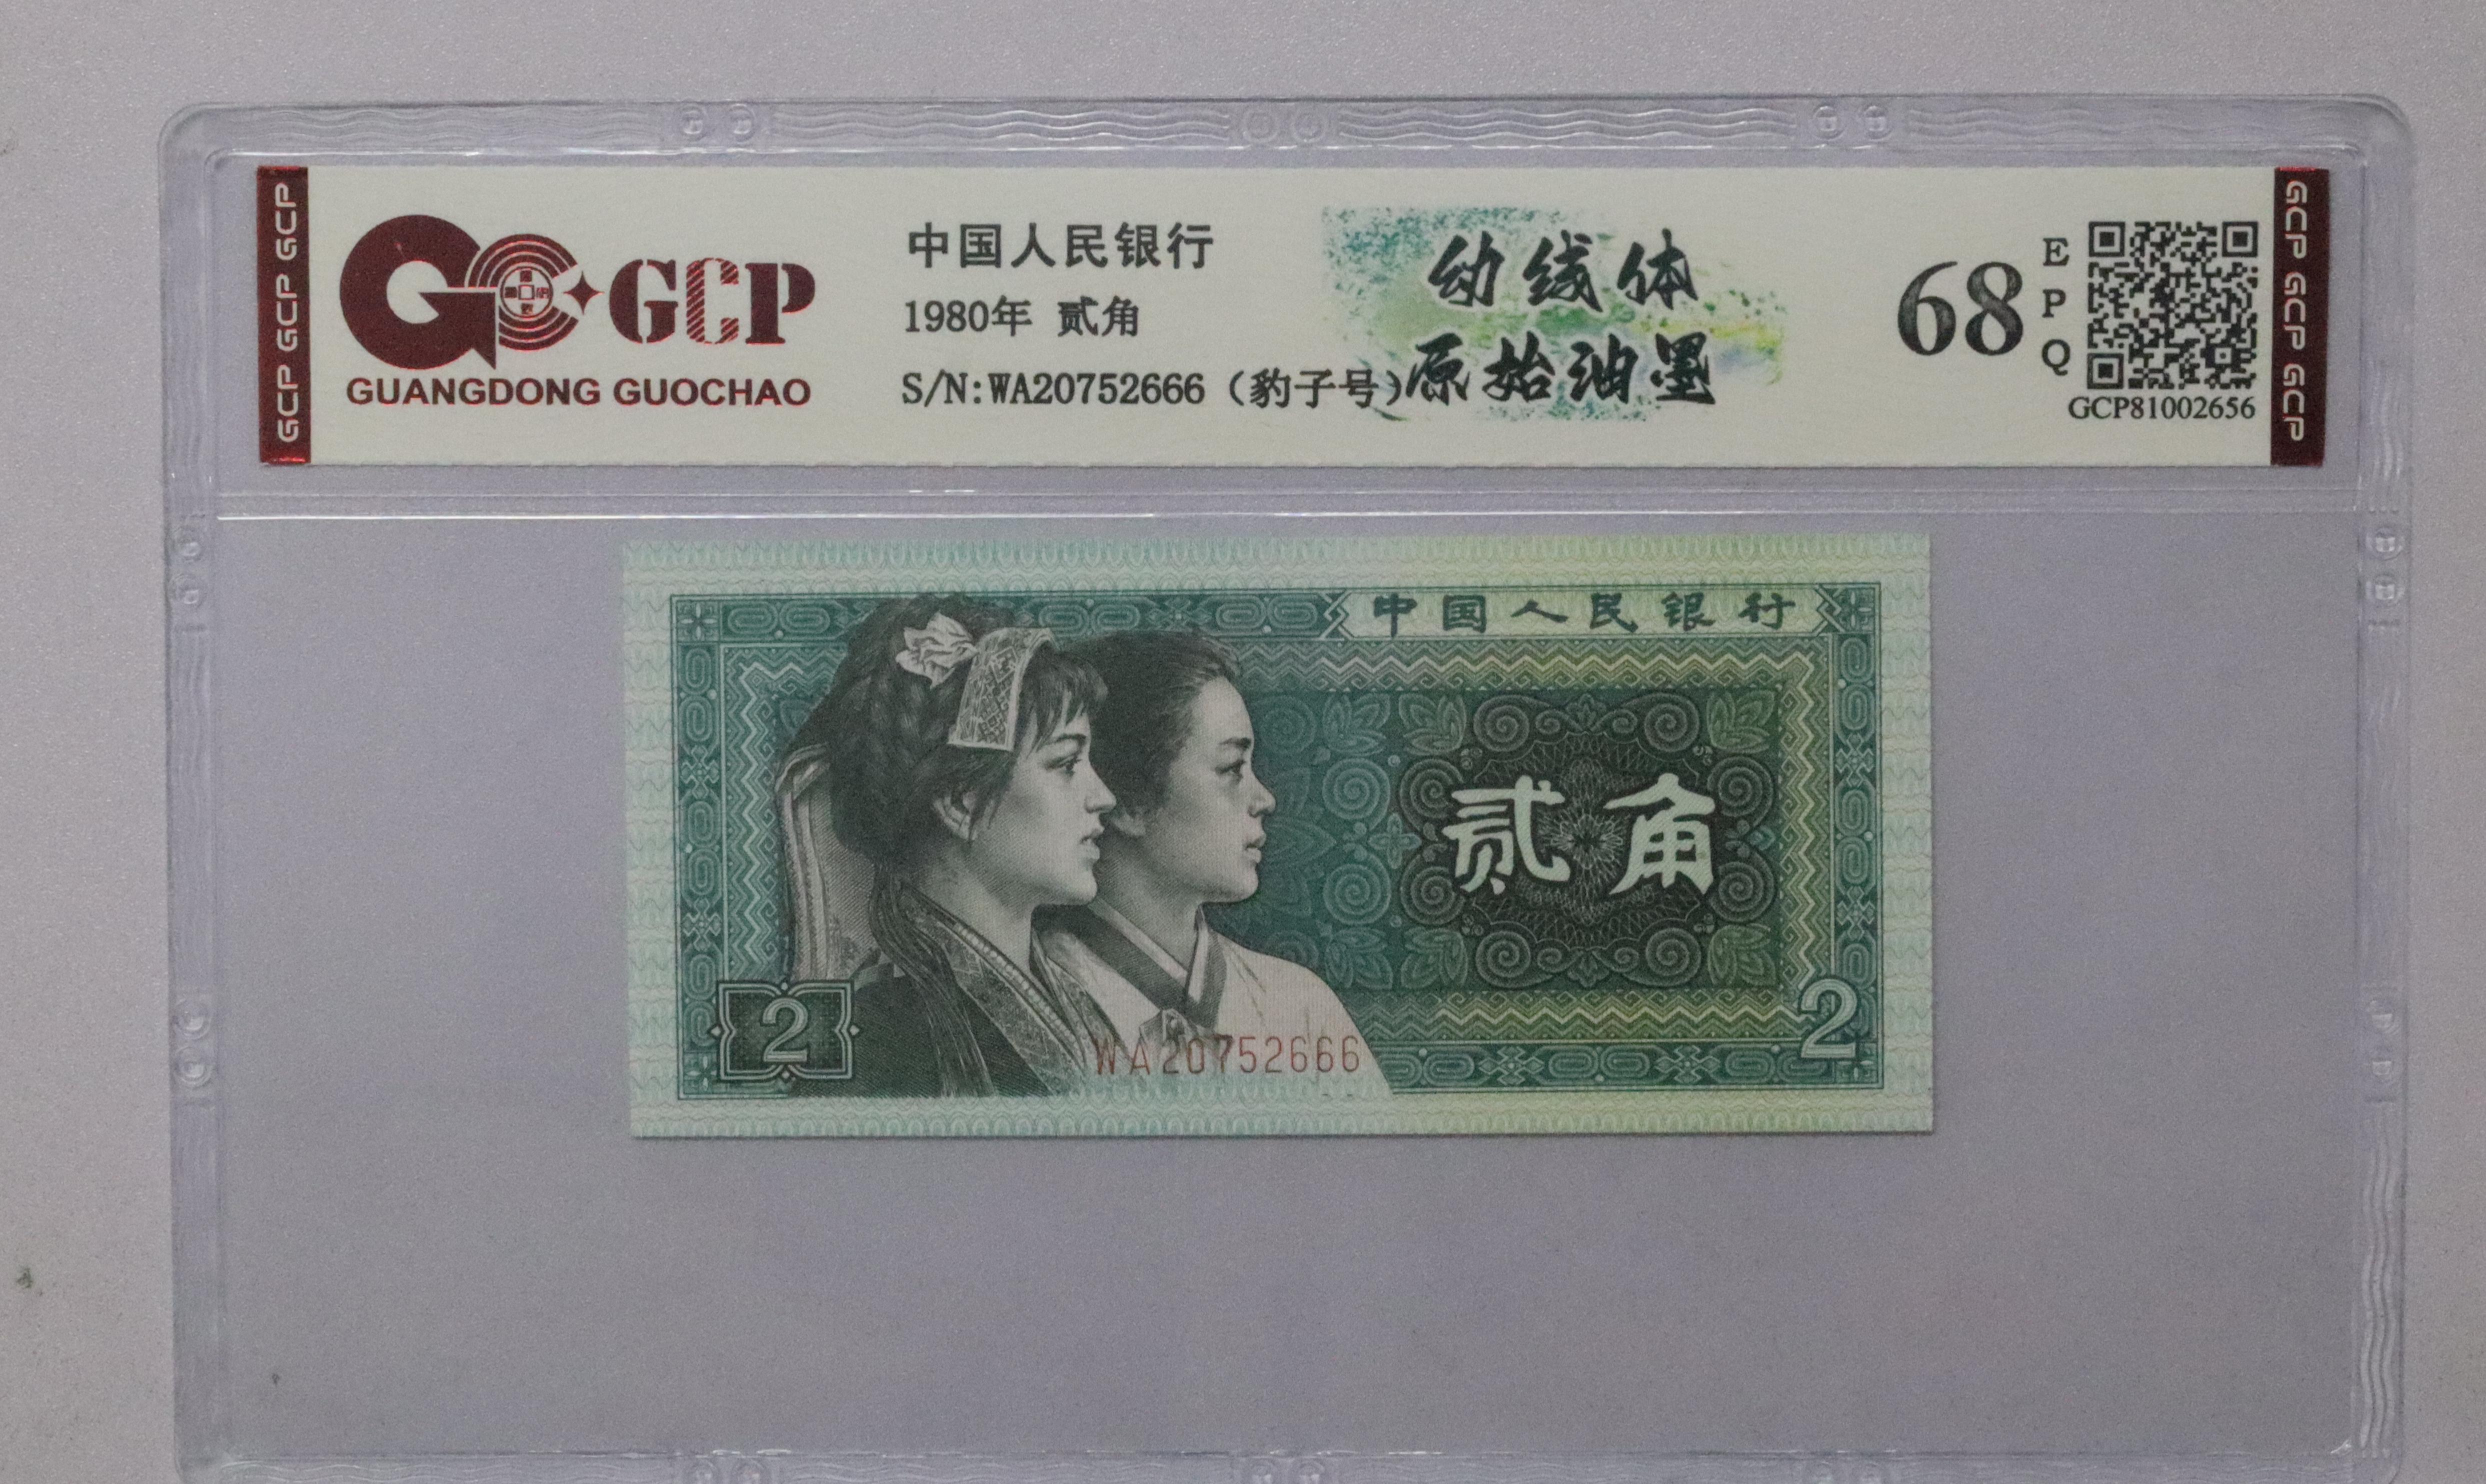 GCP GCP GCP
GCP
GUANGDONG GUOCHAO
中国人民银行
1980年 贰角
S/N:WA20752666（豹子号）
幼线体
原始油墨
68
EPQ
GCP81002656
GCP GCP GCP
中国人民银行
贰角
2
WA20752666
2